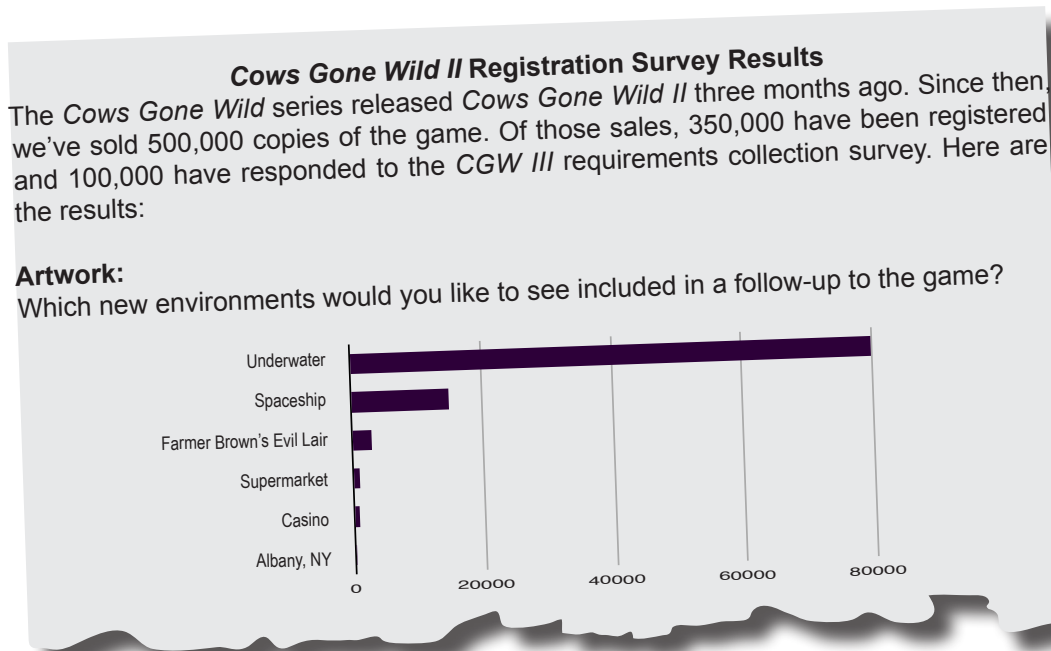 Cows Gone Wild II Registration Survey Results
The Cows Gone Wild series released Cows Gone Wild II three months ago. Since then,
we’ve sold 500,000 copies of the game. Of those sales, 350,000 have been registered
and 100,000 have responded to the CGW III requirements collection survey. Here are
the results:
Artwork:
Which new environments would you like to see included in a follow-up to the game?
Underwater
Spaceship
Farmer Brown’s Evil Lair
Supermarket
Casino
Albany, NY
0 20000 40000 60000 80000